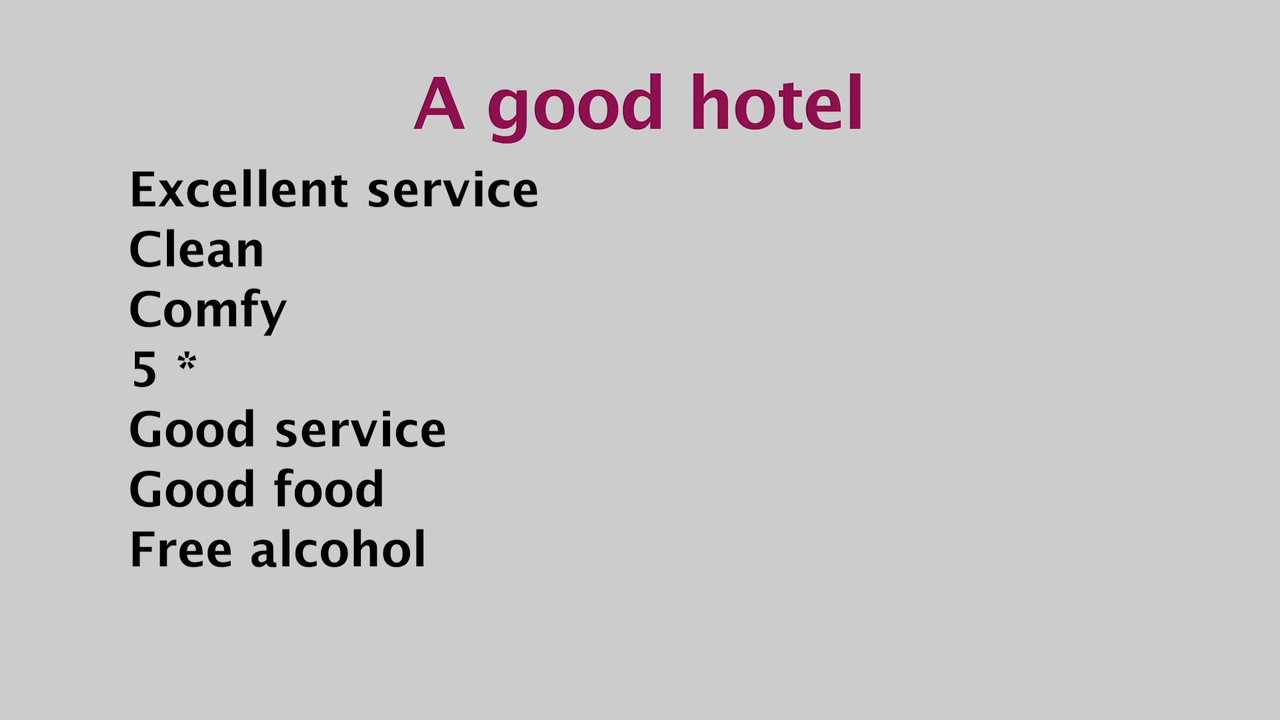 A good hotel
Excellent service
Clean
Comfy
5 *
Good service
Good food
Free alcohol